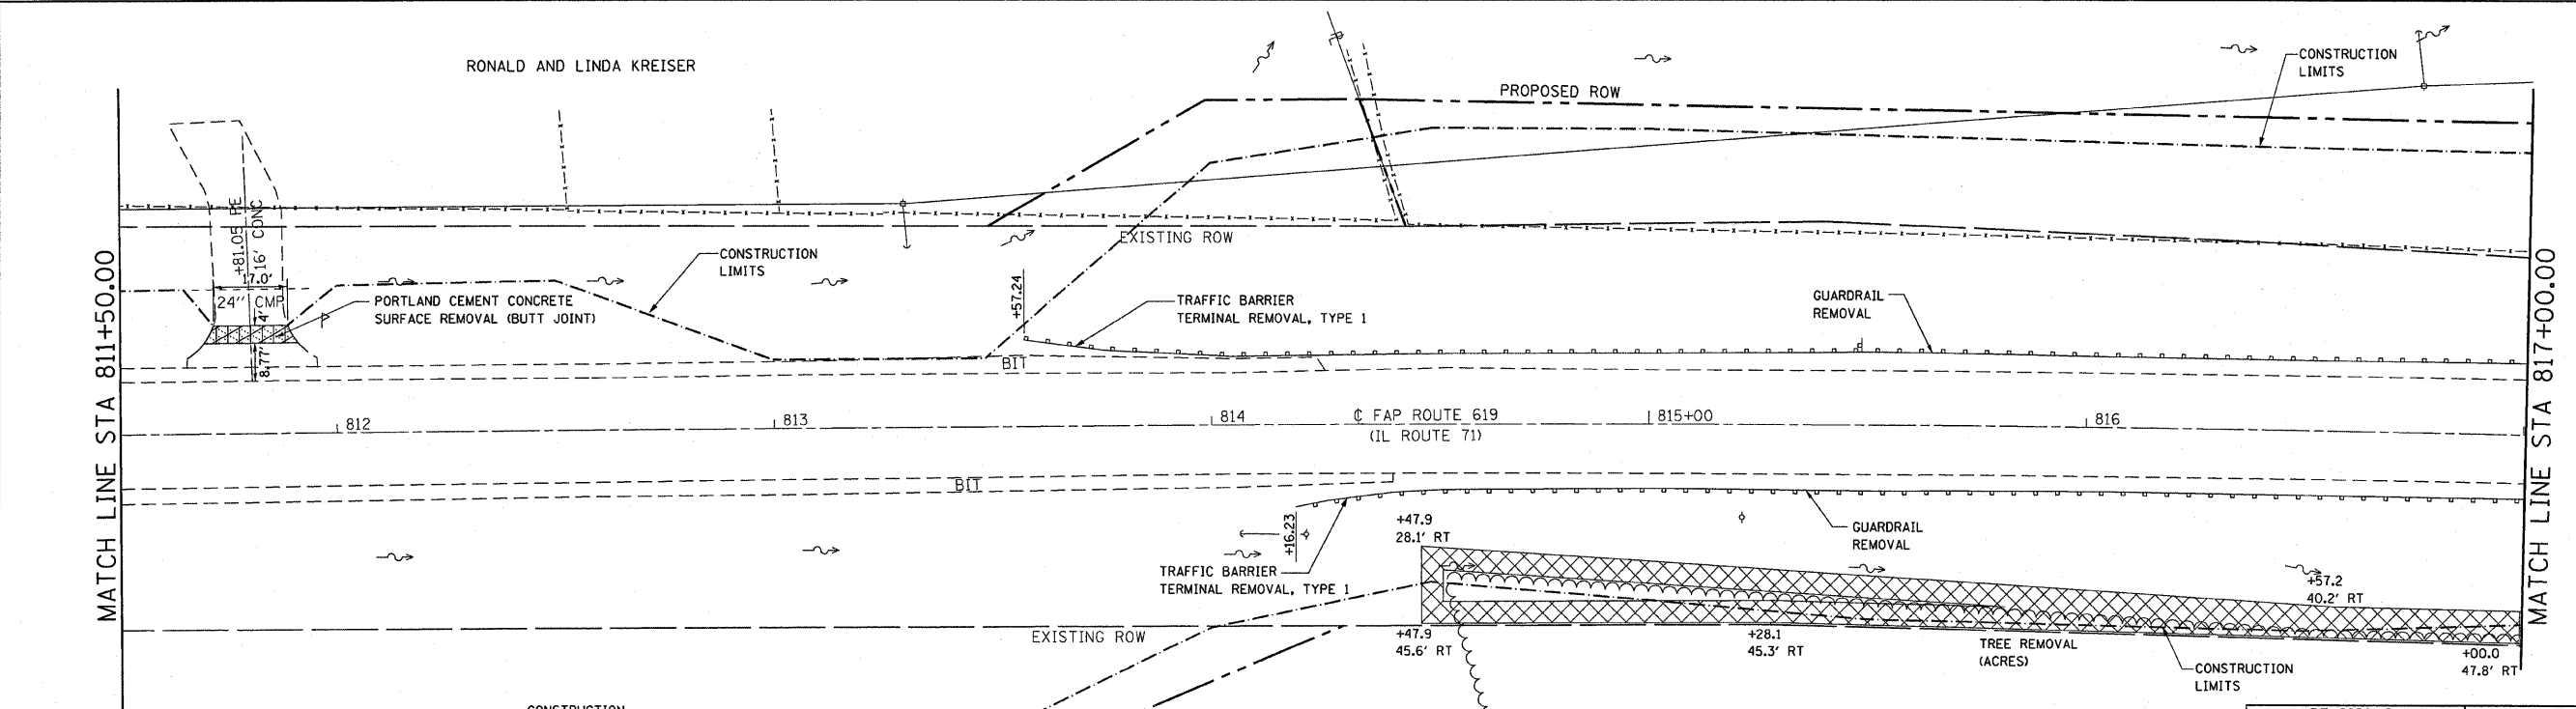 RONALD AND LINDA KREISER
PROPOSED ROW
CONSTRUCTION
LIMITS
EXISTING ROW
+81.05 PE
16' CONC
17.0'
24" CMP
4'
8.77'
P
CONSTRUCTION
LIMITS
PORTLAND CEMENT CONCRETE
SURFACE REMOVAL (BUTT JOINT)
+57.24
TRAFFIC BARRIER
TERMINAL REMOVAL, TYPE 1
GUARDRAIL
REMOVAL
BIT
MATCH LINE STA 811+50.00
MATCH LINE STA 817+00.00
812
813
814
℄ FAP ROUTE 619
(IL ROUTE 71)
815+00
816
BIT
+16.23
+47.9
28.1' RT
GUARDRAIL
REMOVAL
TRAFFIC BARRIER
TERMINAL REMOVAL, TYPE 1
+57.2
40.2' RT
EXISTING ROW
+47.9
45.6' RT
+28.1
45.3' RT
TREE REMOVAL
(ACRES)
CONSTRUCTION
LIMITS
+00.0
47.8' RT
CONSTRUCTION